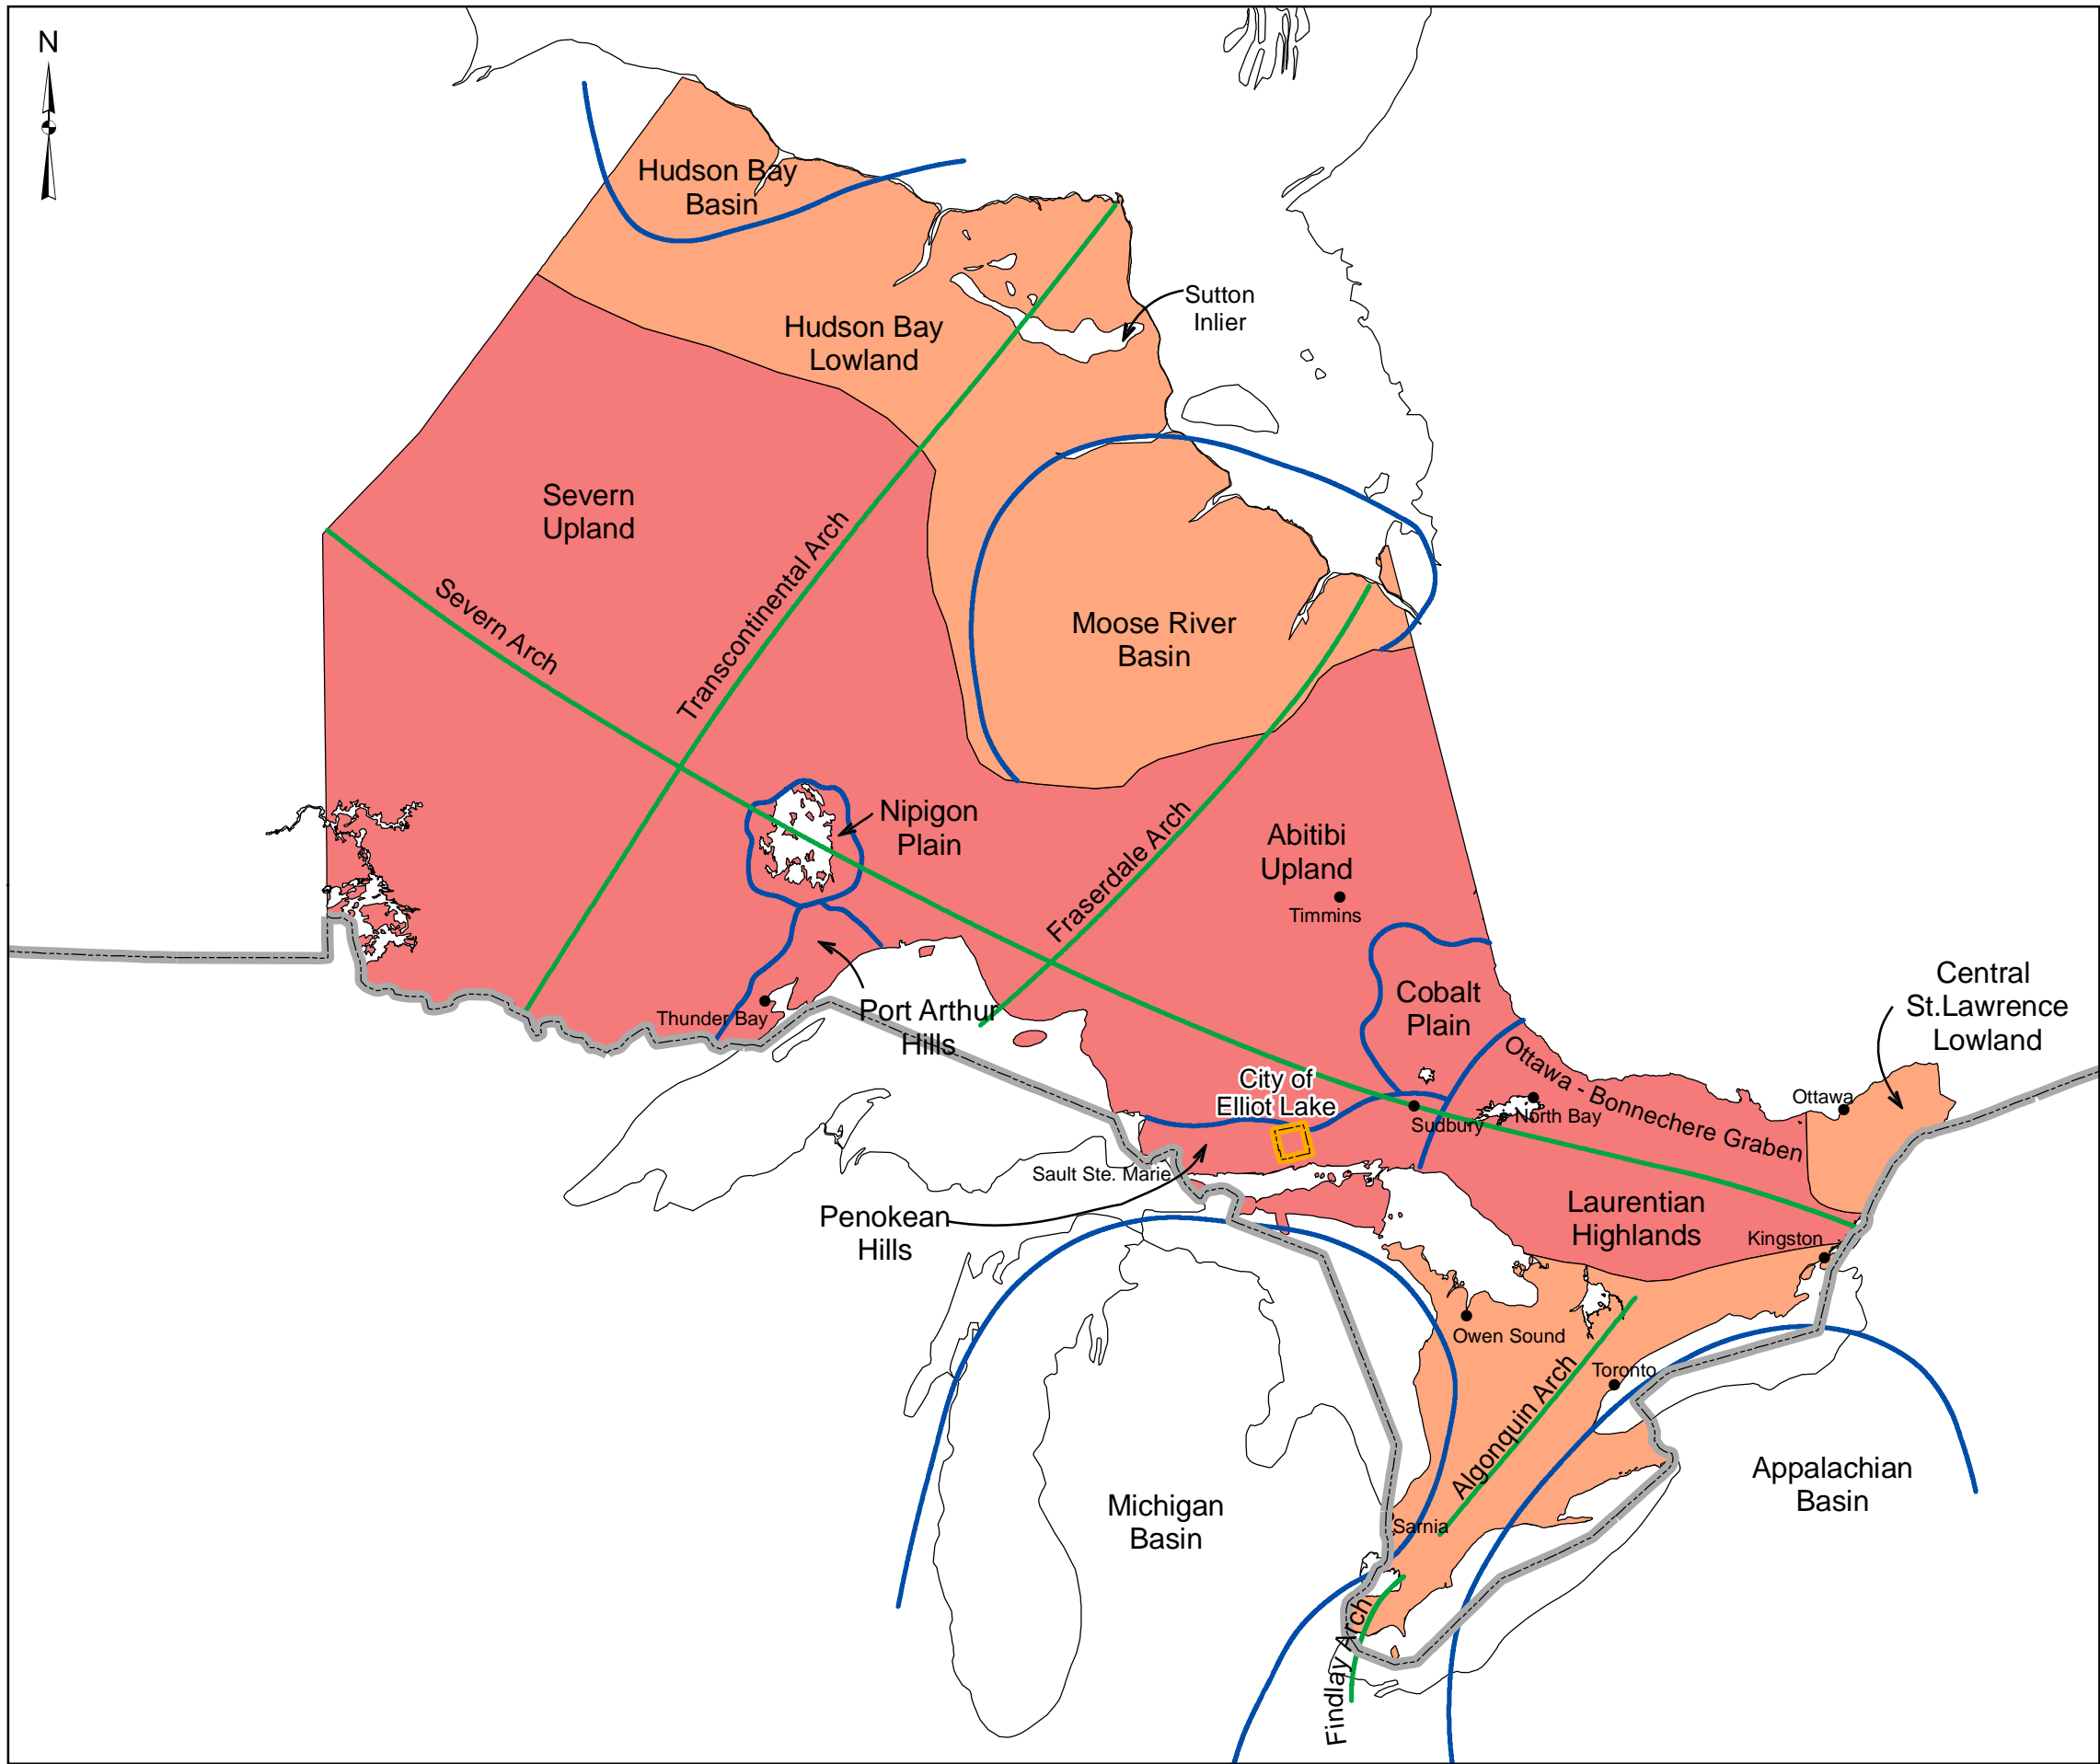 N
Hudson Bay
Basin
Sutton
Inlier
Hudson Bay
Lowland
Severn
Upland
Transcontinental Arch
Severn Arch
Moose River
Basin
Nipigon
Plain
Fraserdale Arch
Abitibi
Upland
Timmins
Central
St.Lawrence
Lowland
Cobalt
Plain
Port Arthur
Hills
Thunder Bay
Ottawa - Bonnechere Graben
City of
Elliot Lake
Ottawa
Sudbury
North Bay
Sault Ste. Marie
Penokean
Hills
Laurentian
Highlands
Kingston
Owen Sound
Toronto
Algonquin Arch
Appalachian
Basin
Michigan
Basin
Sarnia
Findlay Arch